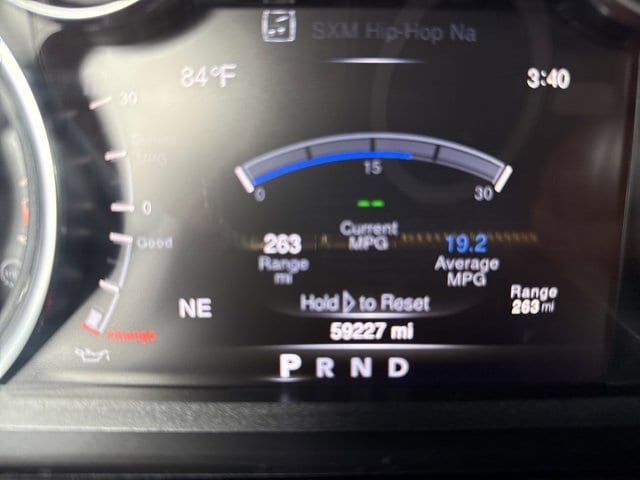 SXM Hip-Hop Na
84°F
3:40
30
0
15
30
0
Good
--
Current
MPG
263
Range
mi
19.2
Average
MPG
Range
263 mi
Hold to Reset
NE
59227 mi
Change
P R N D